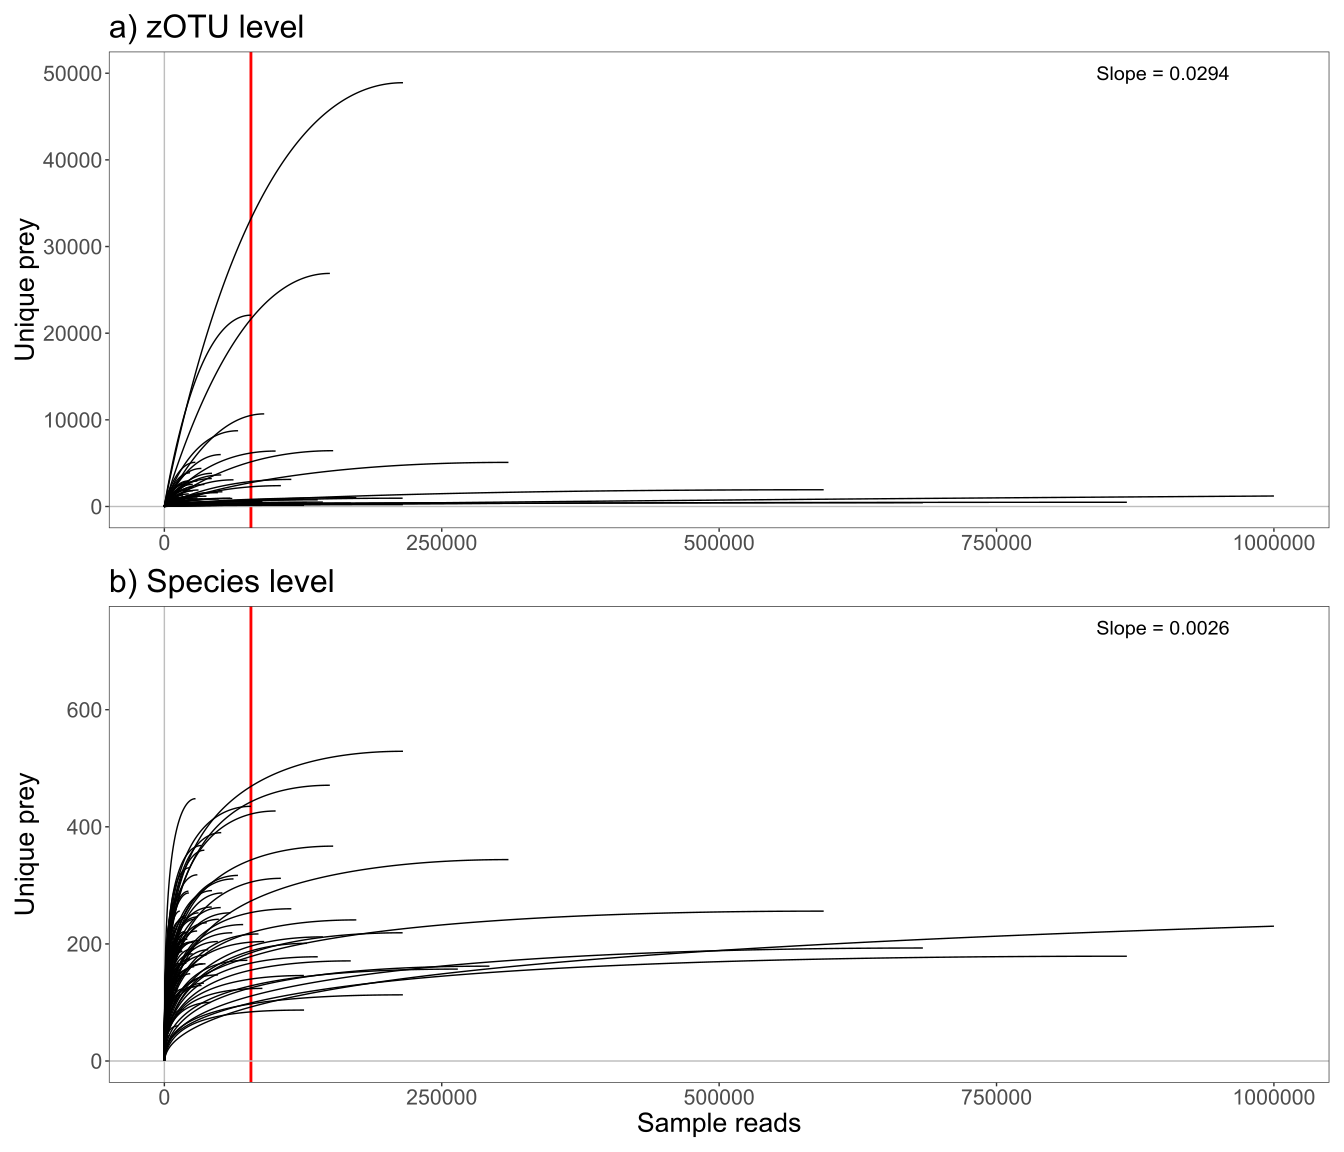 a) zOTU level
Slope = 0.0294
Unique prey
50000
40000
30000
20000
10000
0
0 250000 500000 750000 1000000
b) Species level
Slope = 0.0026
Unique prey
600
400
200
0
0 250000 500000 750000 1000000
Sample reads